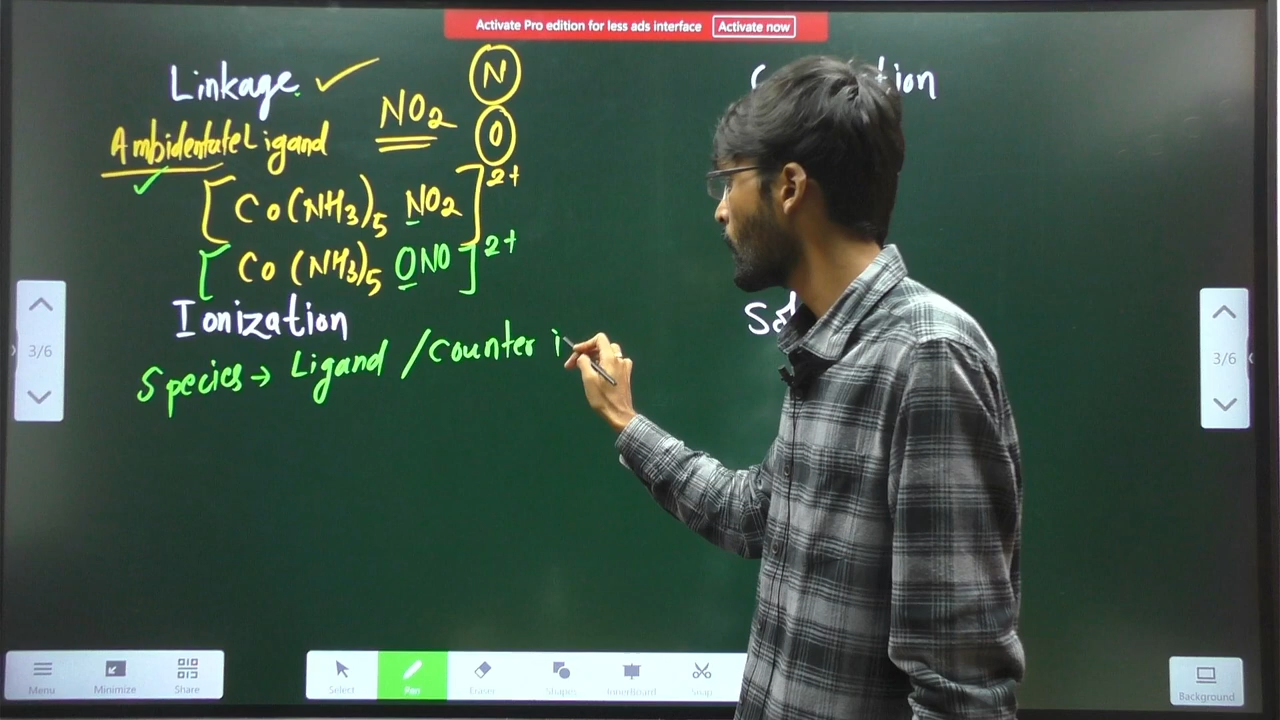 Activate Pro edition for less ads interface Activate now
Linkage
N
NO2
O
Ambidentate Ligand
[Co(NH3)5 NO2]2+
[Co (NH3)5 ONO]2+
Ionization
Species → Ligand / Counter i
3/6
3/6
Menu
Minimize
Share
Select
Pen
Eraser
Shapes
InnerBoard
Snap
Background